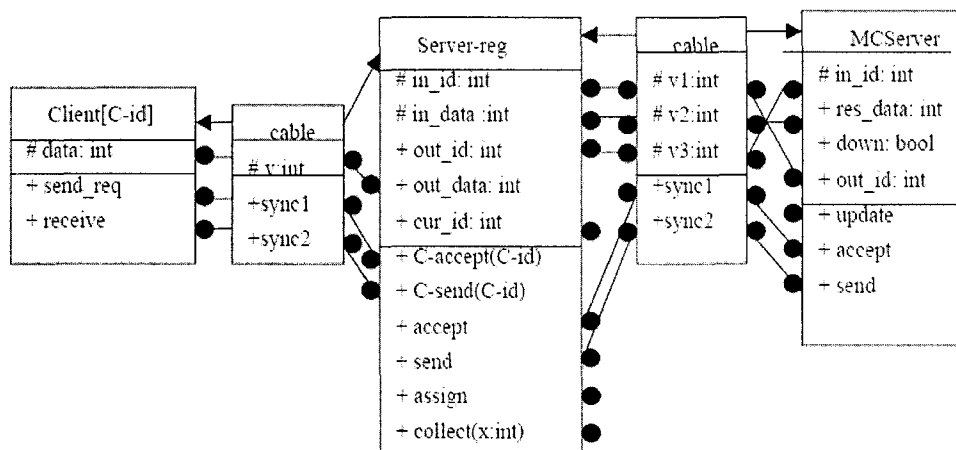 Client[C-id]
# data: int
+ send_req
+ receive
cable
# v:int
+sync1
+sync2
Server-reg
# in_id: int
# in_data :int
+ out_id: int
+ out_data: int
+ cur_id: int
+ C-accept(C-id)
+ C-send(C-id)
+ accept
+ send
+ assign
+ collect(x:int)
cable
# v1:int
# v2:int
# v3:int
+sync1
+sync2
MCServer
# in_id: int
+ res_data: int
+ down: bool
+ out_id: int
+ update
+ accept
+ send